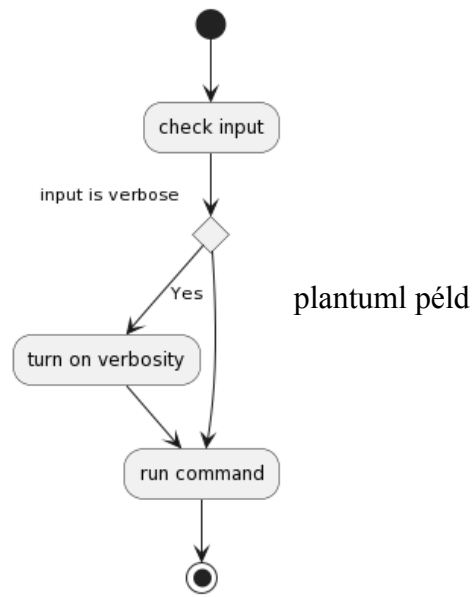 check input
input is verbose
Yes
plantuml péld
turn on verbosity
run command